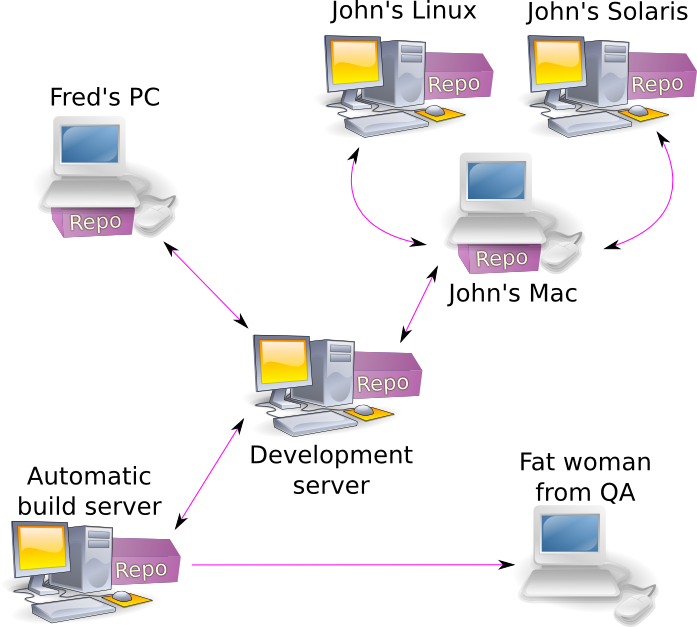 John's Linux
John's Solaris
Repo
Repo
Fred's PC
Repo
Repo
John's Mac
Repo
Development
server
Automatic
build server
Repo
Fat woman
from QA